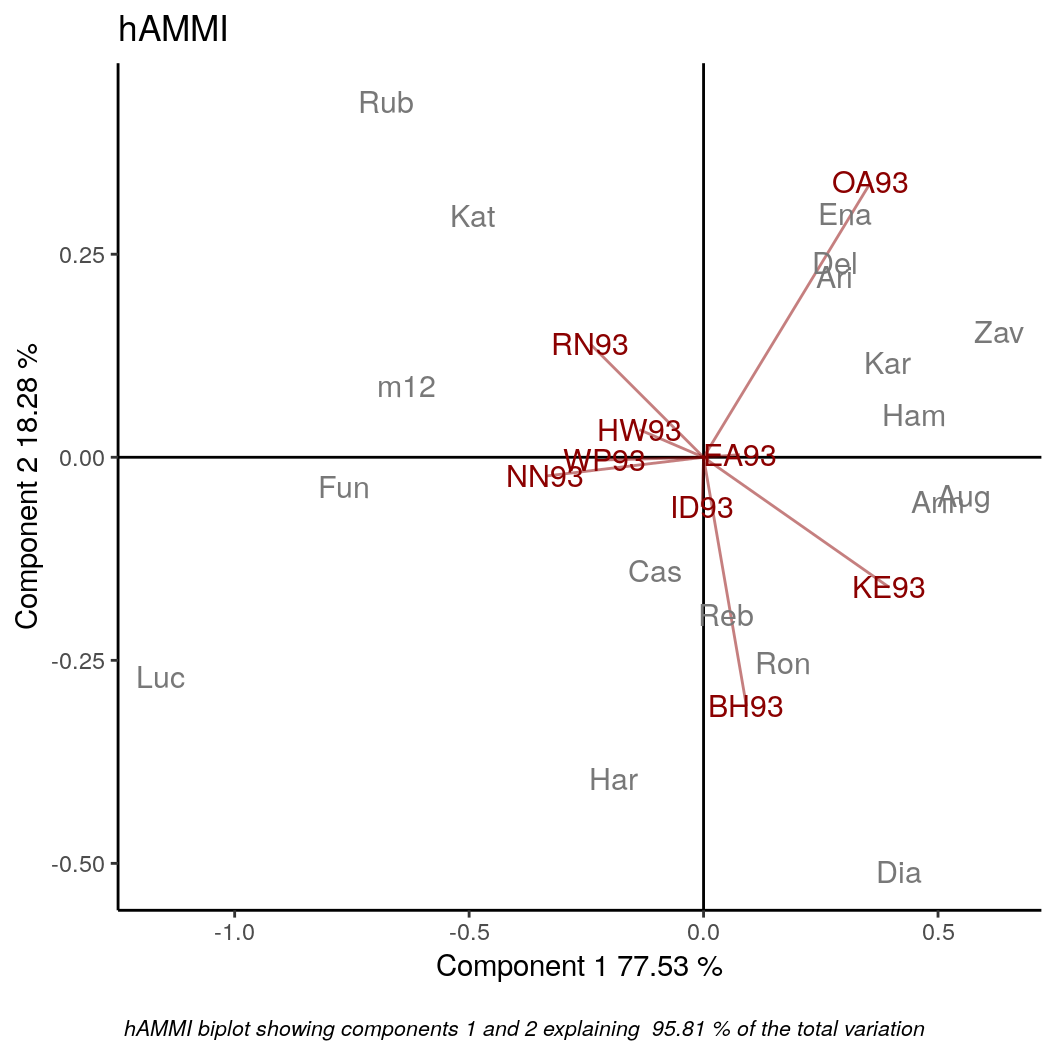 hAMMI
Rub
OA93
Kat
Ena
Del
Ari
0.25
Zav
RN93
Kar
m12
Ham
HW93
0.00
WP93
EA93
NN93
Fun
Aug
Ann
ID93
Cas
Component 2 18.28 %
KE93
Reb
Ron
-0.25
Luc
BH93
Har
-0.50
Dia
-1.0 -0.5 0.0 0.5
Component 1 77.53 %
hAMMI biplot showing components 1 and 2 explaining 95.81 % of the total variation